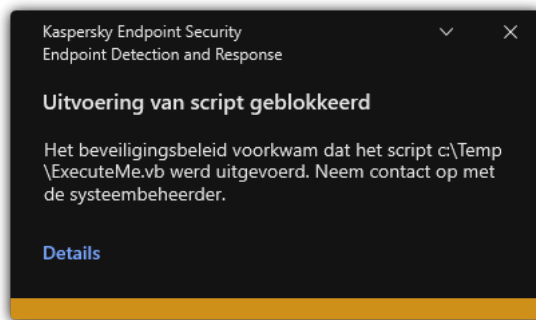 Kaspersky Endpoint Security
Endpoint Detection and Response
Uitvoering van script geblokkeerd
Het beveiligingsbeleid voorkwam dat het script c:\Temp
\ExecuteMe.vb werd uitgevoerd. Neem contact op met
de systeembeheerder.
Details